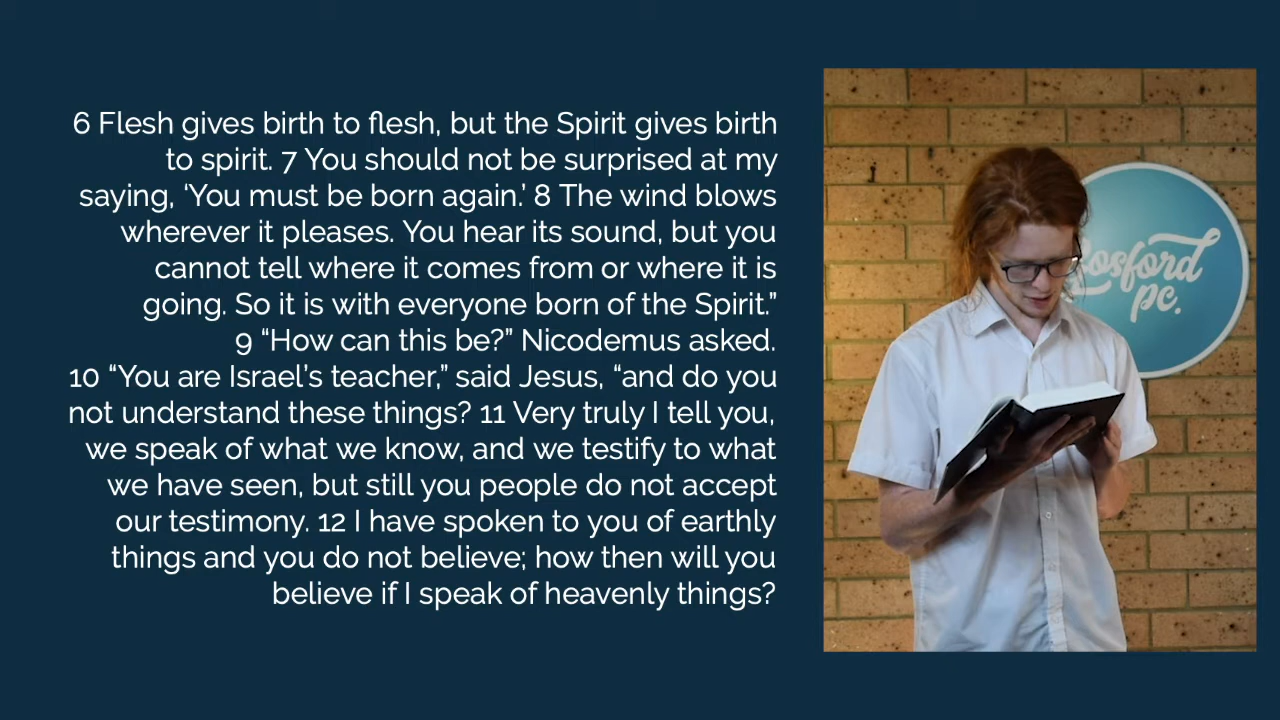 6 Flesh gives birth to flesh, but the Spirit gives birth
to spirit. 7 You should not be surprised at my
saying, ‘You must be born again.’ 8 The wind blows
wherever it pleases. You hear its sound, but you
cannot tell where it comes from or where it is
going. So it is with everyone born of the Spirit.”
9 “How can this be?” Nicodemus asked.
10 “You are Israel’s teacher,” said Jesus, “and do you
not understand these things? 11 Very truly I tell you,
we speak of what we know, and we testify to what
we have seen, but still you people do not accept
our testimony. 12 I have spoken to you of earthly
things and you do not believe; how then will you
believe if I speak of heavenly things?
pc.